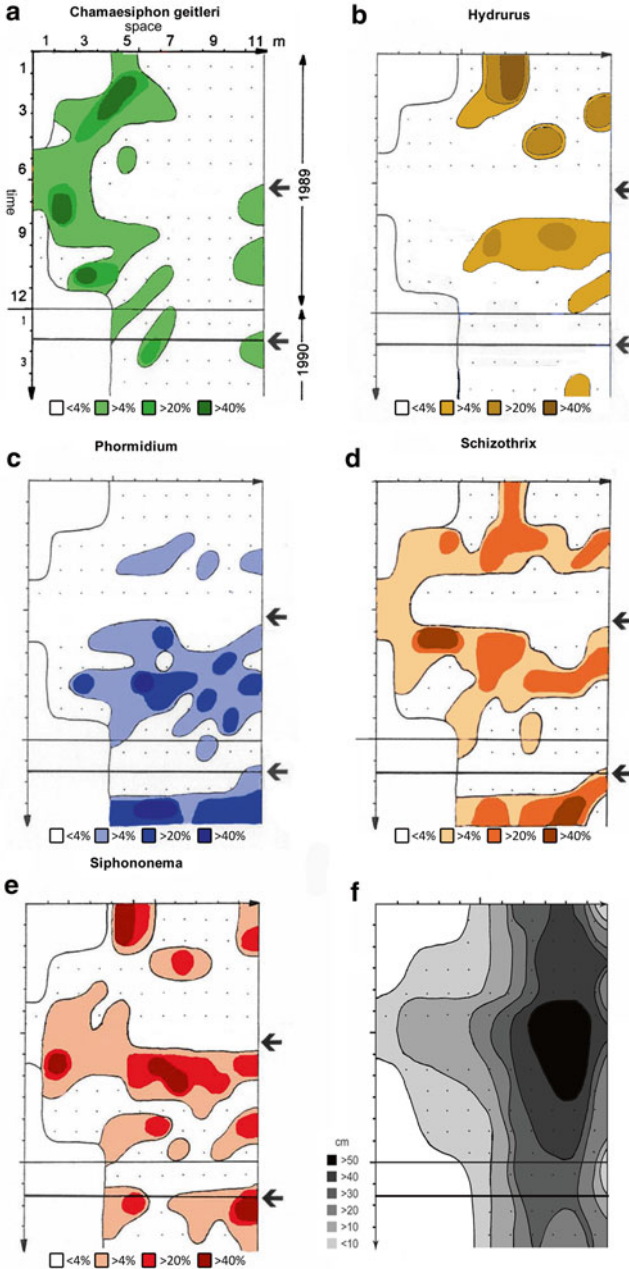 a Chamaesiphon geitleri
space
1 3 5 7 9 11 m
1
3
6
9
12
1
3
time
1989
1990
<4% >4% >20% >40%
b Hydrurus
<4% >4% >20% >40%
c Phormidium
<4% >4% >20% >40%
d Schizothrix
<4% >4% >20% >40%
e Siphononema
<4% >4% >20% >40%
f
cm
>50
>40
>30
>20
>10
<10